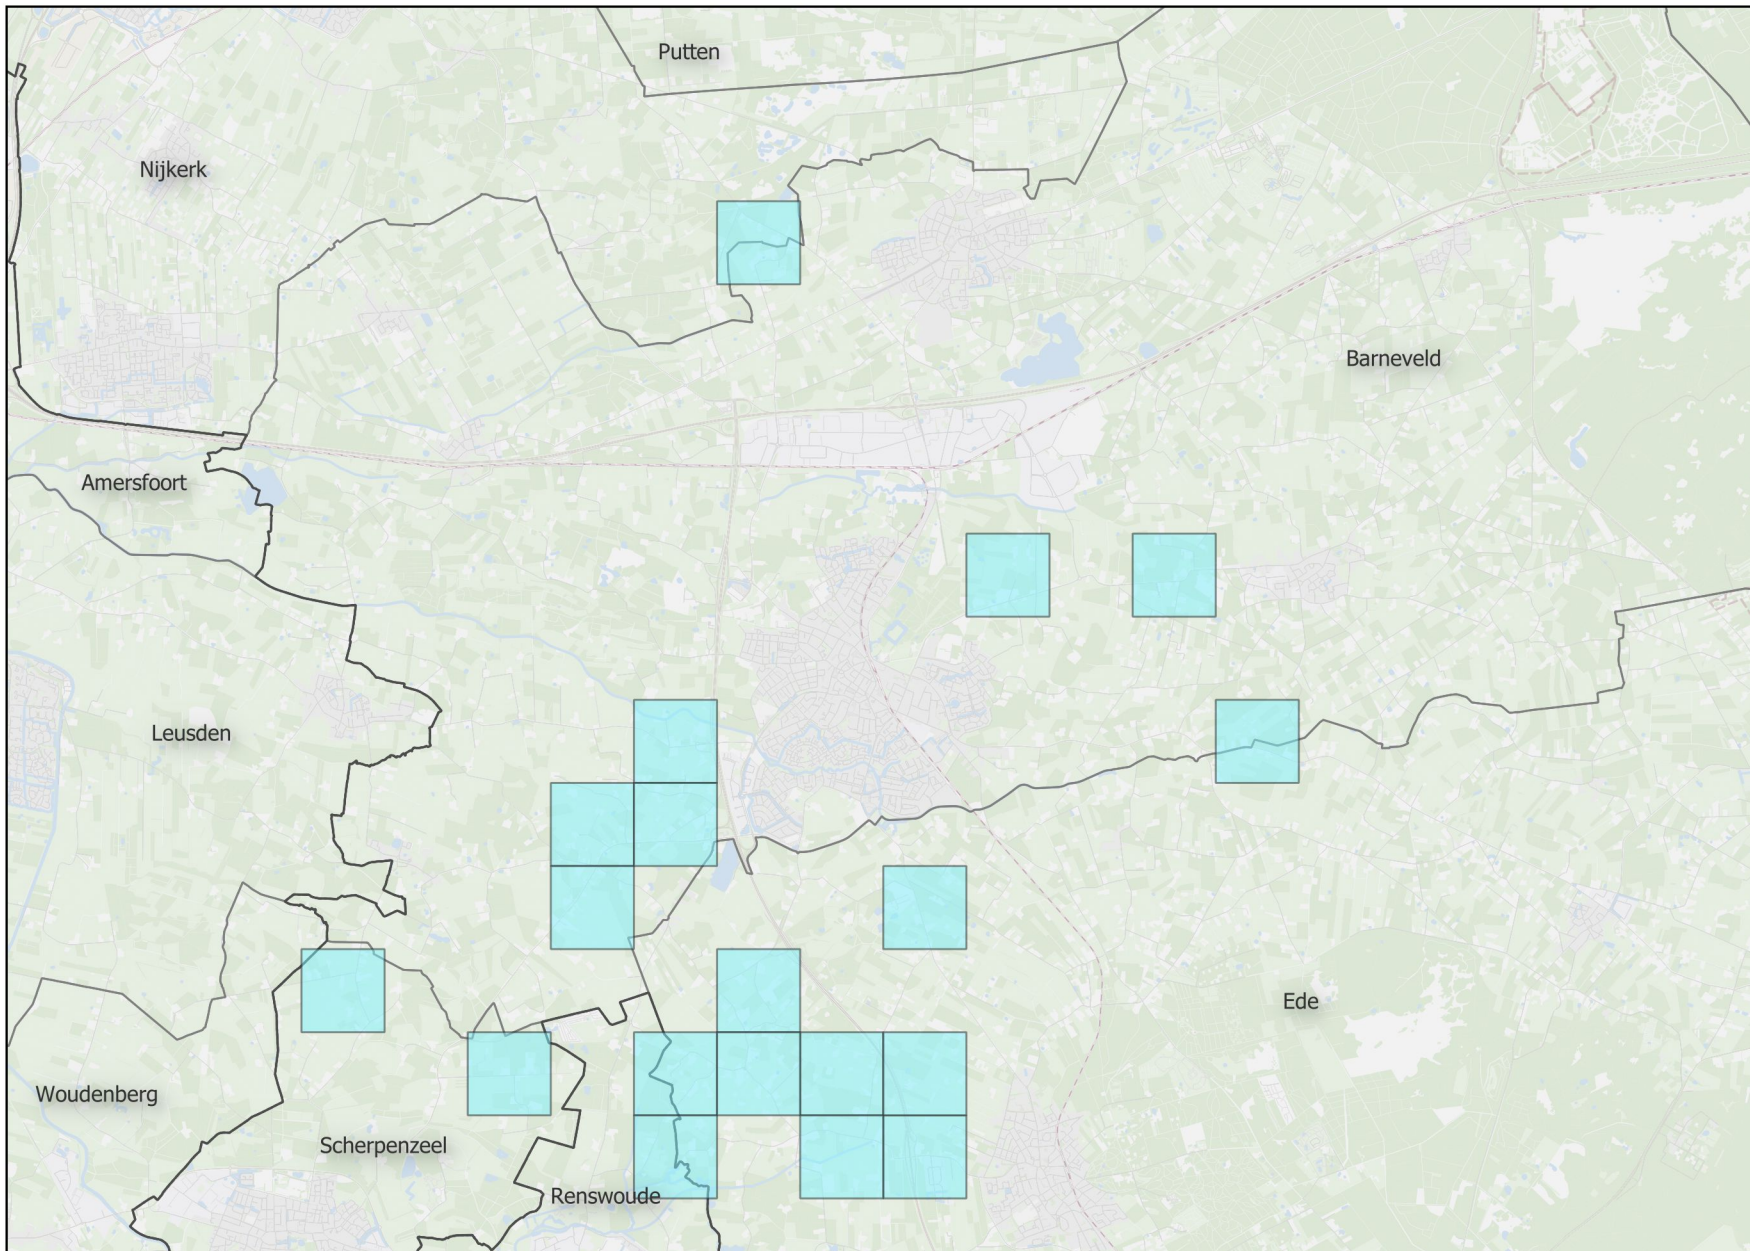 Putten
Nijkerk
Barneveld
Amersfoort
Leusden
Ede
Woudenberg
Scherpenzeel
Renswoude